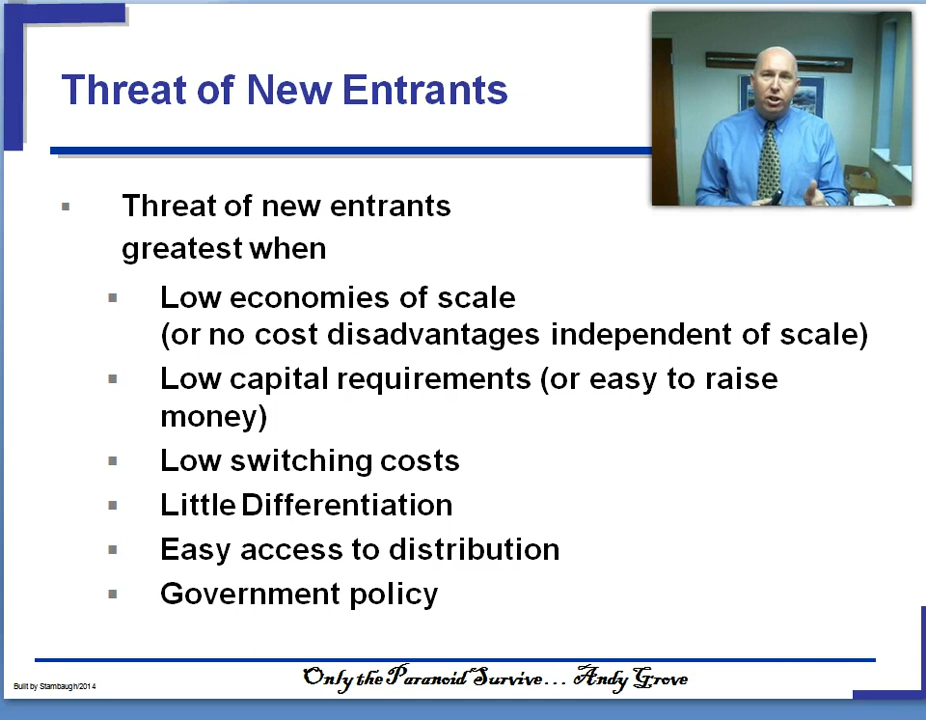 Threat of New Entrants
Threat of new entrants
greatest when
Low economies of scale
(or no cost disadvantages independent of scale)
Low capital requirements (or easy to raise
money)
Low switching costs
Little Differentiation
Easy access to distribution
Government policy
Built by Stambaugh/2014
Only the Paranoid Survive... Andy Grove